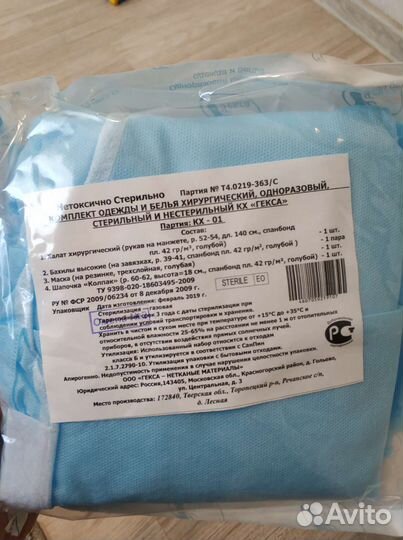 одежда и белье
одноразовые
Нетоксично Стерильно Партия № Т4.0219-363/С
КОМПЛЕКТ ОДЕЖДЫ И БЕЛЬЯ ХИРУРГИЧЕСКИЙ, ОДНОРАЗОВЫЙ,
СТЕРИЛЬНЫЙ И НЕСТЕРИЛЬНЫЙ КХ «ГЕКСА»
Партия: КХ - 01
Состав:
Халат хирургический (рукав на манжете, р. 52-54, дл. 140 см, спанбонд
пл. 42 гр/м², голубой) - 1 шт.
2. Бахилы высокие (на завязках, р. 39-41, спанбонд пл. 42 гр/м², голубой) - 1 пара
3. Маска (на резинке, трехслойная, голубая) - 1 шт.
4. Шапочка «Колпак» (р. 60-62, высота=18 см., спанбонд пл. 42 гр/м², голубой) - 1 шт.
ТУ 9398-020-18603495-2009
РУ № ФСР 2009/06234 от 8 декабря 2009 г.
STERILE EO
Упаковщик
Дата изготовления: февраль 2019 г.
Стерилизация газовая
Гарантийный срок 3 года с даты стерилизации при
соблюдении условий транспортирования и хранения.
Хранить в чистом и сухом месте при температуре от +15°С до +35°С и
относительности 25-65% на расстоянии не менее 1 м от отопительных
приборов, в отсутствии воздействия прямых солнечных лучей.
Утилизация: Использованный набор относится к отходам
класса Б и утилизируется в соответствии с СанПин
2.1.7.2790-10. Утилизация упаковки с бытовыми отходами.
Апирогенно. Недопустимость применения в случае нарушения целостности упаковки.
ООО «ГЕКСА – НЕТКАНЫЕ МАТЕРИАЛЫ»
Юридический адрес: Россия,143405, Московская обл., Красногорский район, д. Гольево,
ул. Центральная, д. 3
Место производства: 172840, Тверская обл., Торопецкий р-н, Речанское с/п,
д. Лесная
Avito